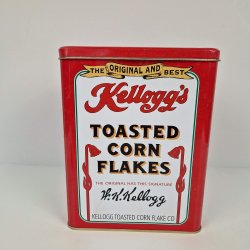 THE ORIGINAL AND BEST
Kellogg's
TOASTED
CORN
FLAKES
THE ORIGINAL HAS THIS SIGNATURE
W.K.Kellogg
KELLOGG TOASTED CORN FLAKE CO